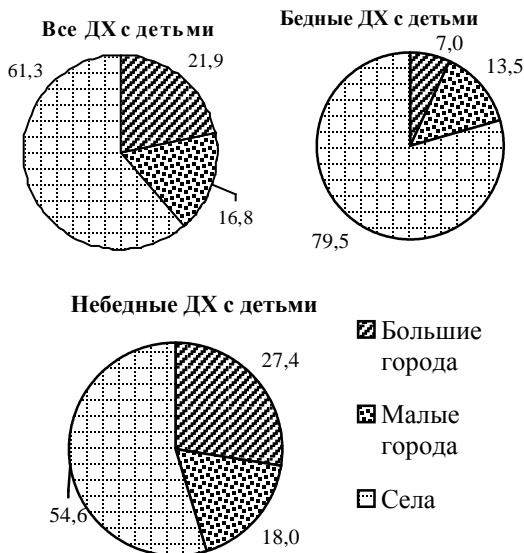 Все ДХ с детьми
61,3
21,9
16,8
Бедные ДХ с детьми
7,0
13,5
79,5
Небедные ДХ с детьми
27,4
54,6
18,0
Большие
города
Малые
города
Села